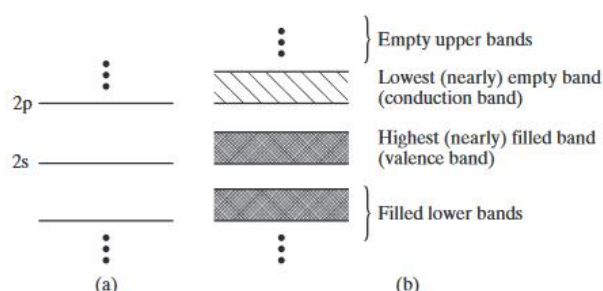 Empty upper bands
Lowest (nearly) empty band
(conduction band)
2p
Highest (nearly) filled band
(valence band)
2s
Filled lower bands
(a)
(b)